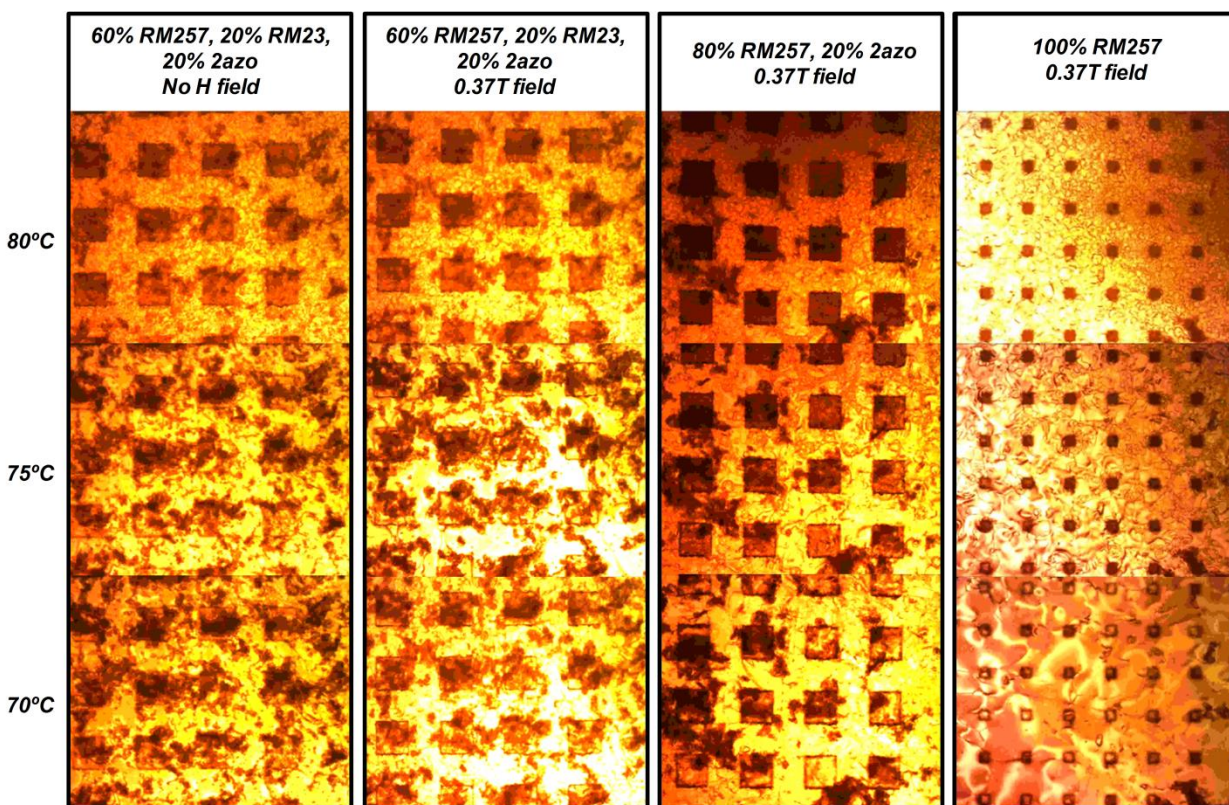 60% RM257, 20% RM23,
20% 2azo
No H field
60% RM257, 20% RM23,
20% 2azo
0.37T field
80% RM257, 20% 2azo
0.37T field
100% RM257
0.37T field
80ºC
75ºC
70ºC